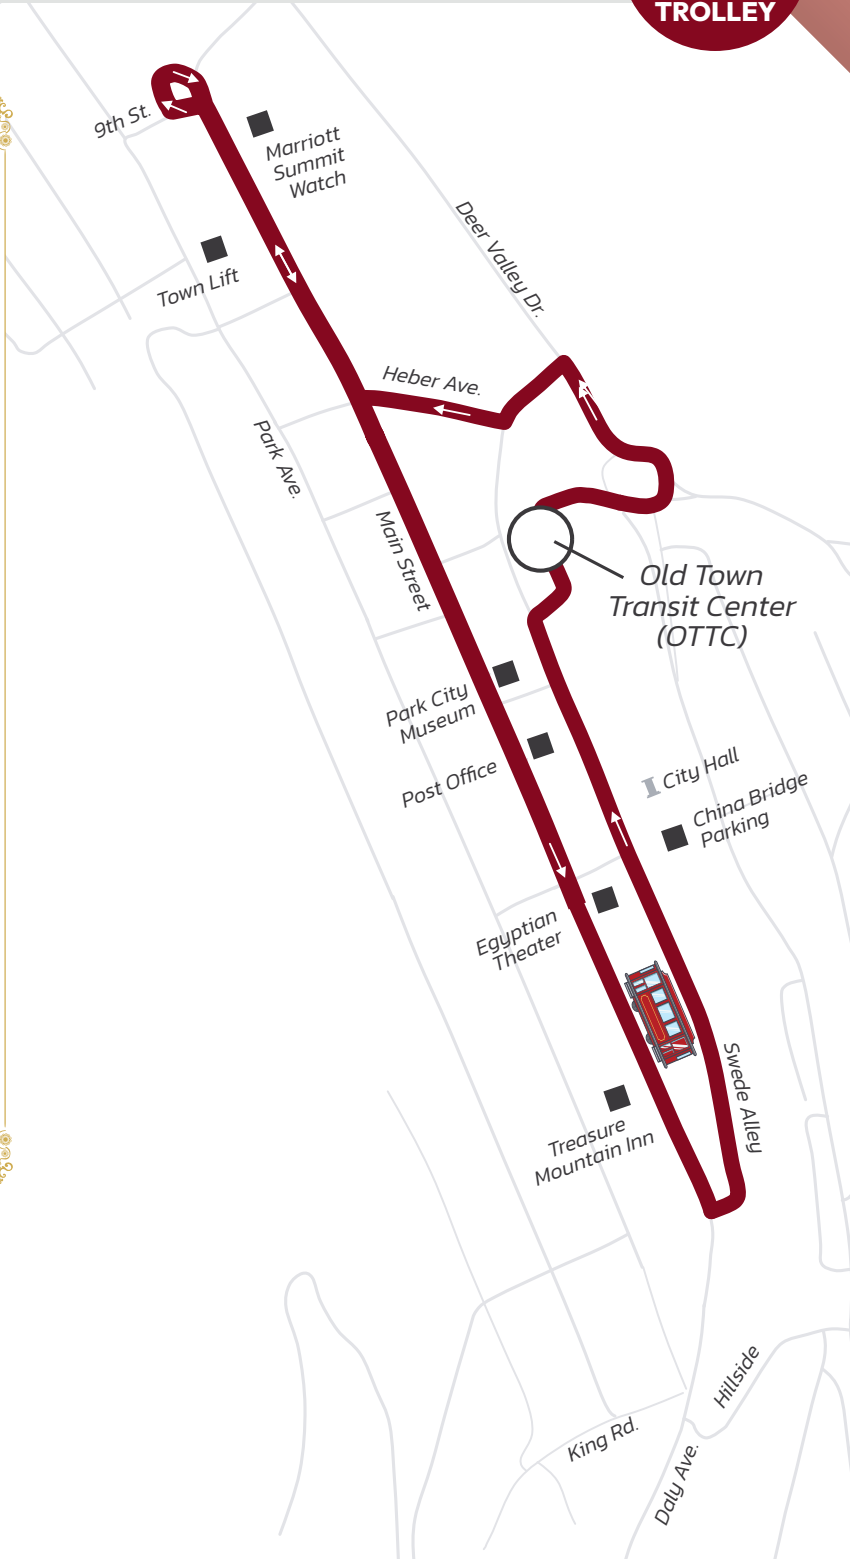 TROLLEY
9th St.
Marriott
Summit
Watch
Deer Valley Dr.
Town Lift
Heber Ave.
Park Ave.
Main Street
Old Town
Transit Center
(OTTC)
Park City
Museum
Post Office
City Hall
China Bridge
Parking
Egyptian
Theater
Swede Alley
Treasure
Mountain Inn
Hillside
King Rd.
Daly Ave.